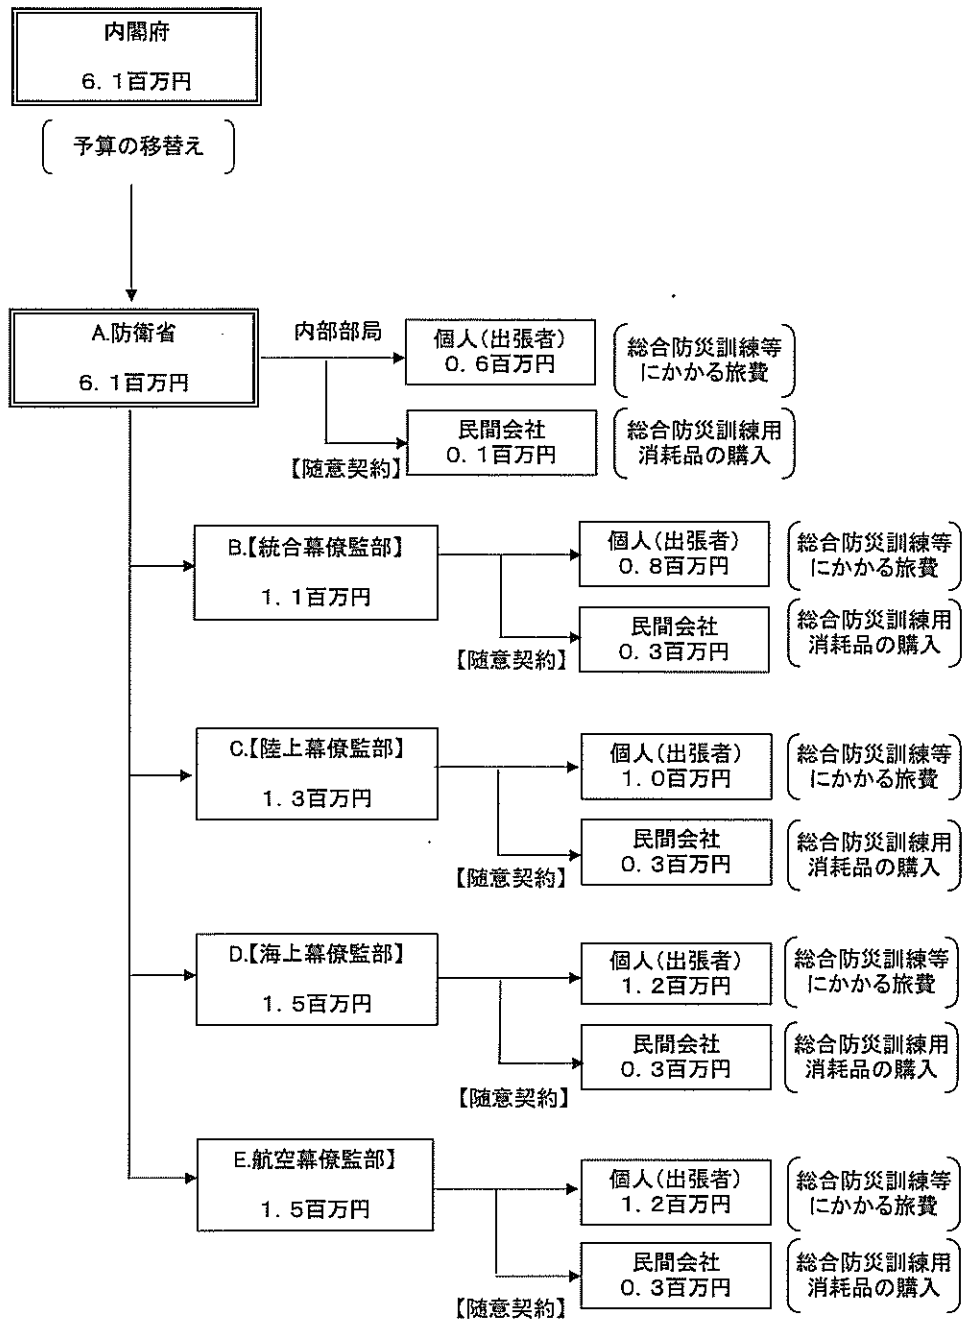 内閣府
6. 1百万円
予算の移替え
A.防衛省
6. 1百万円
内部部局
個人(出張者)
0. 6百万円
総合防災訓練等
にかかる旅費
民間会社
0. 1百万円
【随意契約】
総合防災訓練用
消耗品の購入
B.【統合幕僚監部】
1. 1百万円
個人(出張者)
0. 8百万円
総合防災訓練等
にかかる旅費
民間会社
0. 3百万円
【随意契約】
総合防災訓練用
消耗品の購入
C.【陸上幕僚監部】
1. 3百万円
個人(出張者)
1. 0百万円
総合防災訓練等
にかかる旅費
民間会社
0. 3百万円
【随意契約】
総合防災訓練用
消耗品の購入
D.【海上幕僚監部】
1. 5百万円
個人(出張者)
1. 2百万円
総合防災訓練等
にかかる旅費
民間会社
0. 3百万円
【随意契約】
総合防災訓練用
消耗品の購入
E.航空幕僚監部】
1. 5百万円
個人(出張者)
1. 2百万円
総合防災訓練等
にかかる旅費
民間会社
0. 3百万円
【随意契約】
総合防災訓練用
消耗品の購入